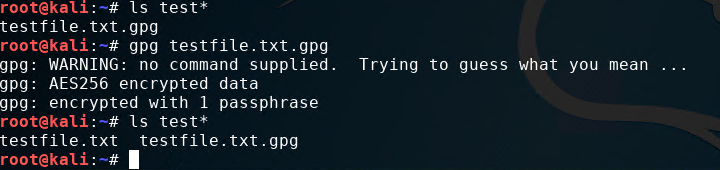 root@kali:~# ls test*
testfile.txt.gpg
root@kali:~# gpg testfile.txt.gpg
gpg: WARNING: no command supplied.  Trying to guess what you mean ...
gpg: AES256 encrypted data
gpg: encrypted with 1 passphrase
root@kali:~# ls test*
testfile.txt  testfile.txt.gpg
root@kali:~#